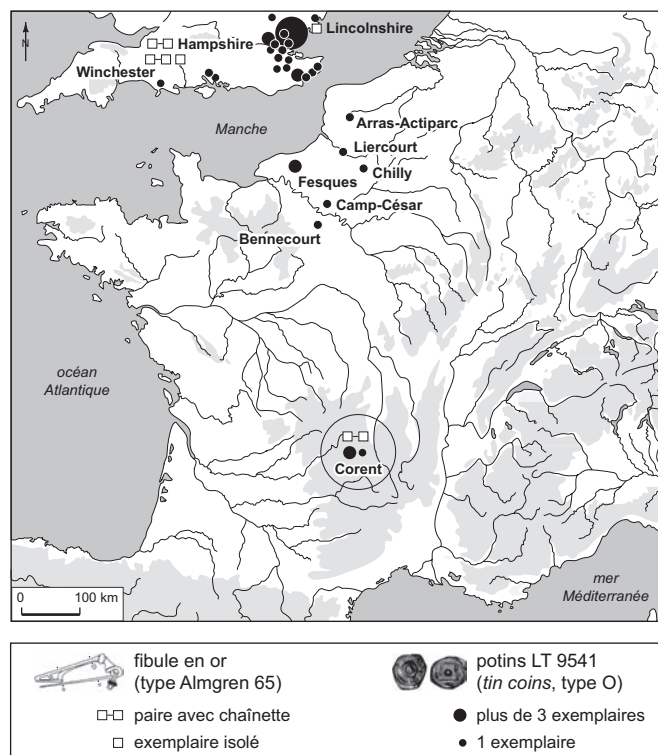 N
Lincolnshire
Hampshire
Winchester
Manche
Arras-Actiparc
Liercourt
Chilly
Fesques
Camp-César
Bennecourt
océan
Atlantique
Corent
mer
Méditerranée
0 100 km
fibule en or
(type Almgren 65)
paire avec chaînette
exemplaire isolé
potins LT 9541
(tin coins, type O)
plus de 3 exemplaires
1 exemplaire